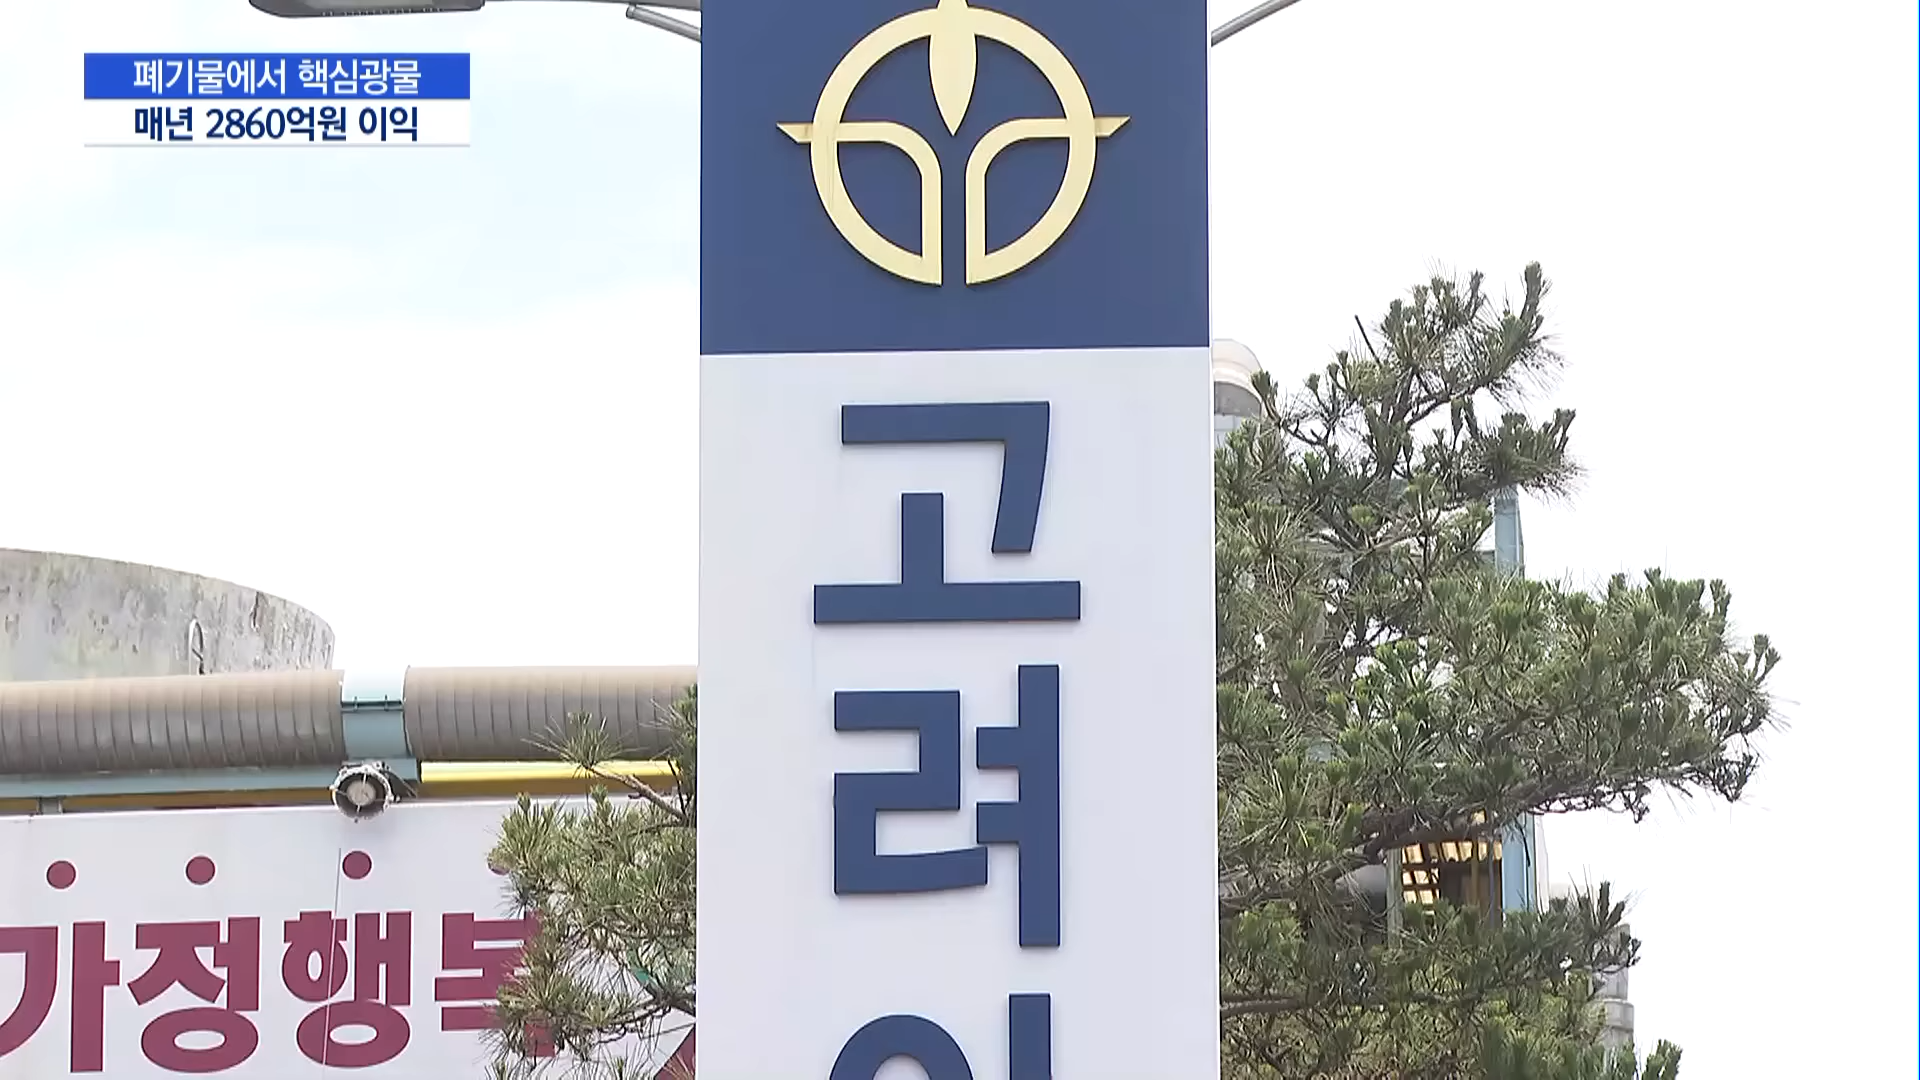 폐기물에서 핵심광물
매년 2860억원 이익
고려
가정행복